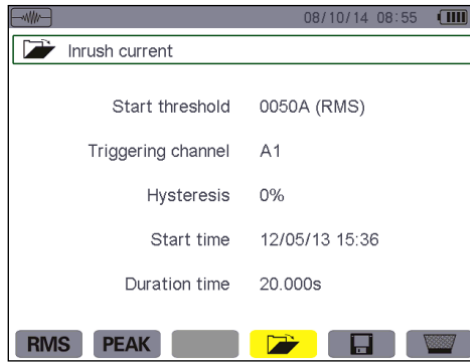 08/10/14 08:55
Inrush current
Start threshold 0050A (RMS)
Triggering channel A1
Hysteresis 0%
Start time 12/05/13 15:36
Duration time 20.000s
RMS PEAK